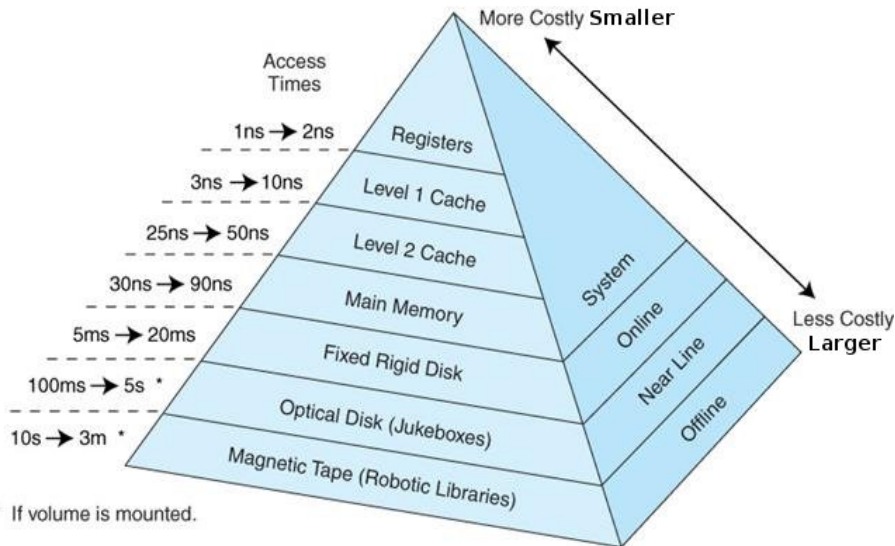 More Costly Smaller
Access
Times
1ns → 2ns
Registers
3ns → 10ns
Level 1 Cache
25ns → 50ns
Level 2 Cache
System
30ns → 90ns
Main Memory
Online
Less Costly
Larger
5ms → 20ms
Fixed Rigid Disk
Near Line
100ms → 5s *
Optical Disk (Jukeboxes)
Offline
10s → 3m *
Magnetic Tape (Robotic Libraries)
If volume is mounted.